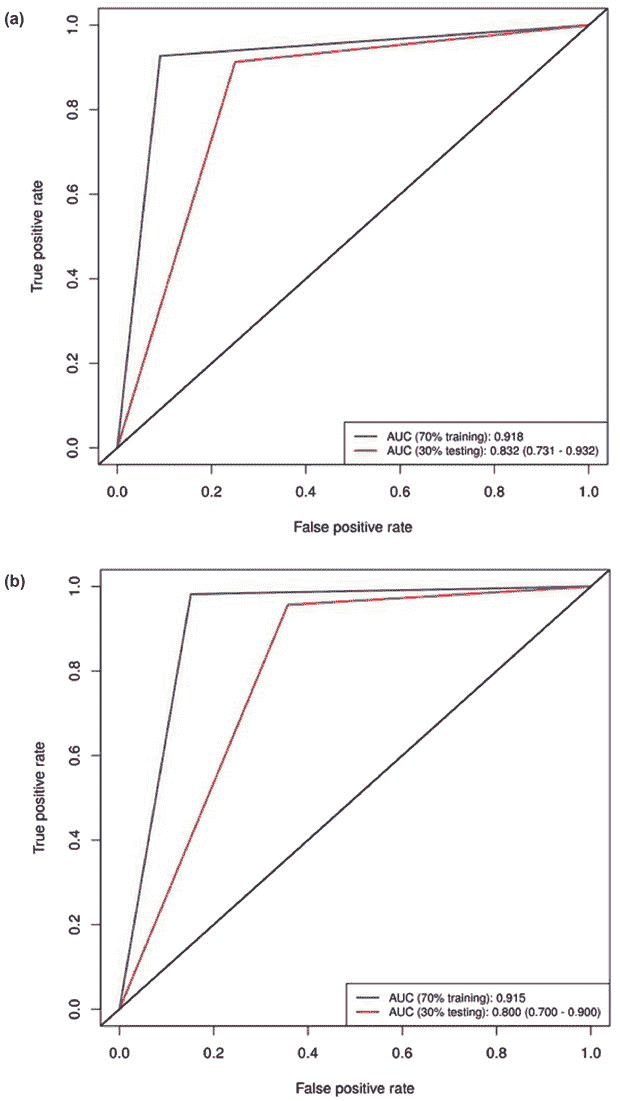 (a)
1.0
0.8
0.6
0.4
0.2
0.0
True positive rate
AUC (70% training): 0.918
AUC (30% testing): 0.832 (0.731 - 0.932)
0.0 0.2 0.4 0.6 0.8 1.0
False positive rate
(b)
1.0
0.8
0.6
0.4
0.2
0.0
True positive rate
AUC (70% training): 0.915
AUC (30% testing): 0.800 (0.700 - 0.900)
0.0 0.2 0.4 0.6 0.8 1.0
False positive rate